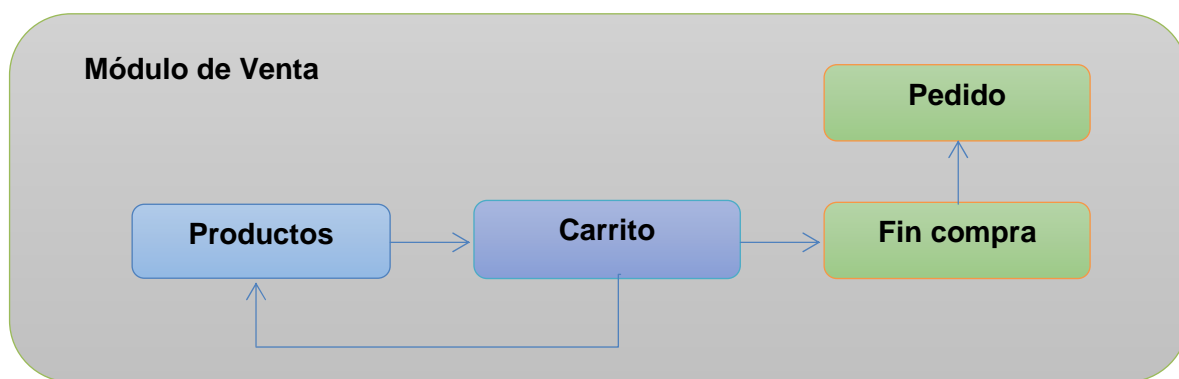 Módulo de Venta
Pedido
Productos
Carrito
Fin compra